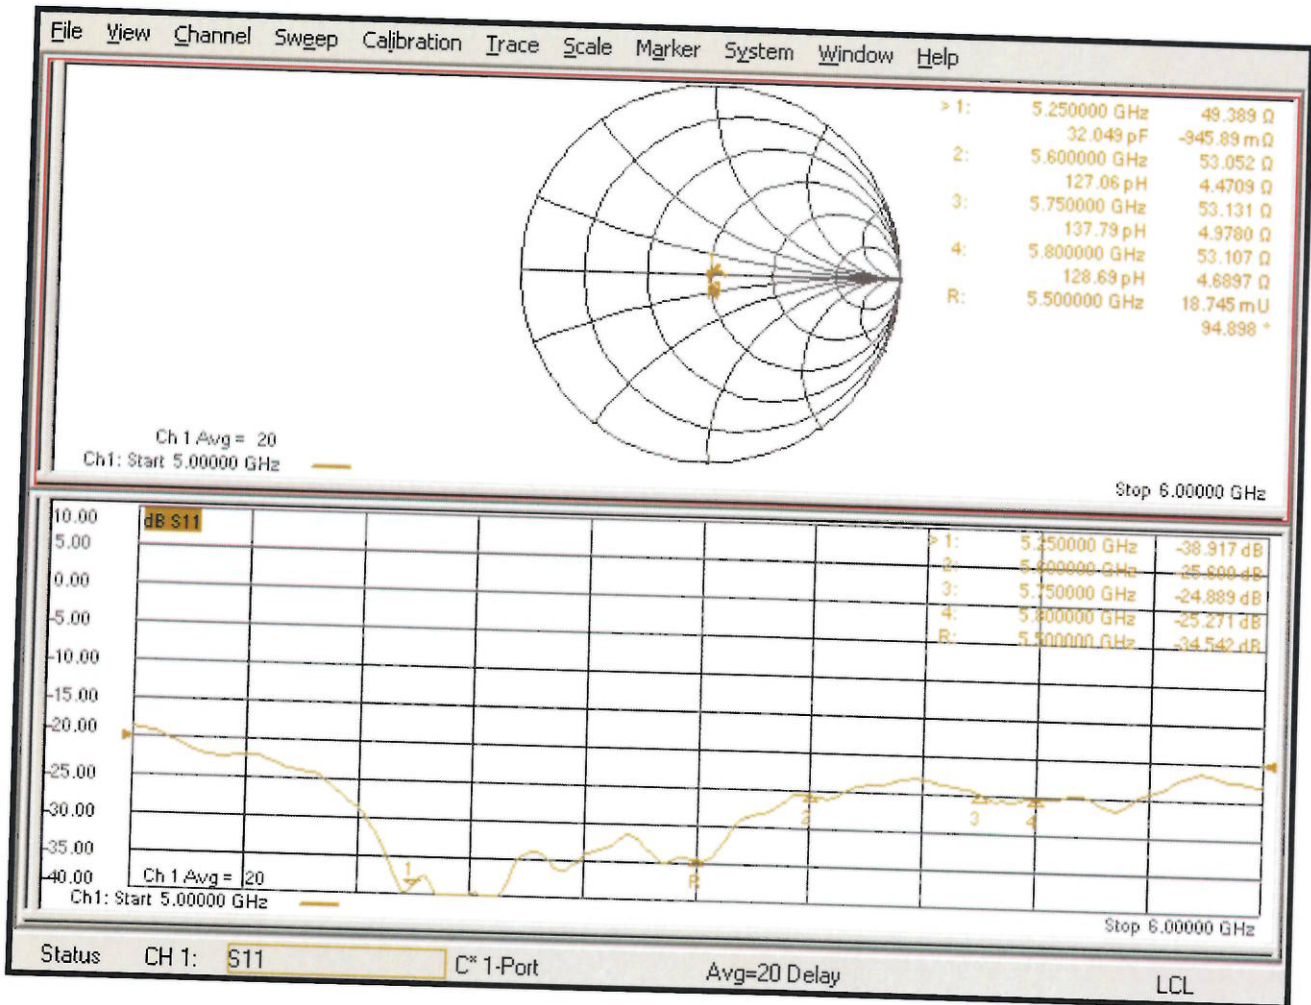 File View Channel Sweep Calibration Trace Scale Marker System Window Help
> 1: 5.250000 GHz 49.389 Ω
32.049 pF -945.89 mΩ
2: 5.600000 GHz 53.052 Ω
127.06 pH 4.4709 Ω
3: 5.750000 GHz 53.131 Ω
137.79 pH 4.9780 Ω
4: 5.800000 GHz 53.107 Ω
128.69 pH 4.6897 Ω
R: 5.500000 GHz 18.745 mU
94.898 °
Ch 1 Avg = 20
Ch1: Start 5.00000 GHz
Stop 6.00000 GHz
10.00
5.00
0.00
-5.00
-10.00
-15.00
-20.00
-25.00
-30.00
-35.00
-40.00
dB S11
> 1: 5.250000 GHz -38.917 dB
2: 5.600000 GHz
3: 5.750000 GHz -24.889 dB
4: 5.800000 GHz -25.271 dB
R: 5.500000 GHz -34.542 dB
1
R
2
3
4
Ch 1 Avg = 20
Ch1: Start 5.00000 GHz
Stop 6.00000 GHz
Status CH 1: S11 C* 1-Port Avg=20 Delay LCL